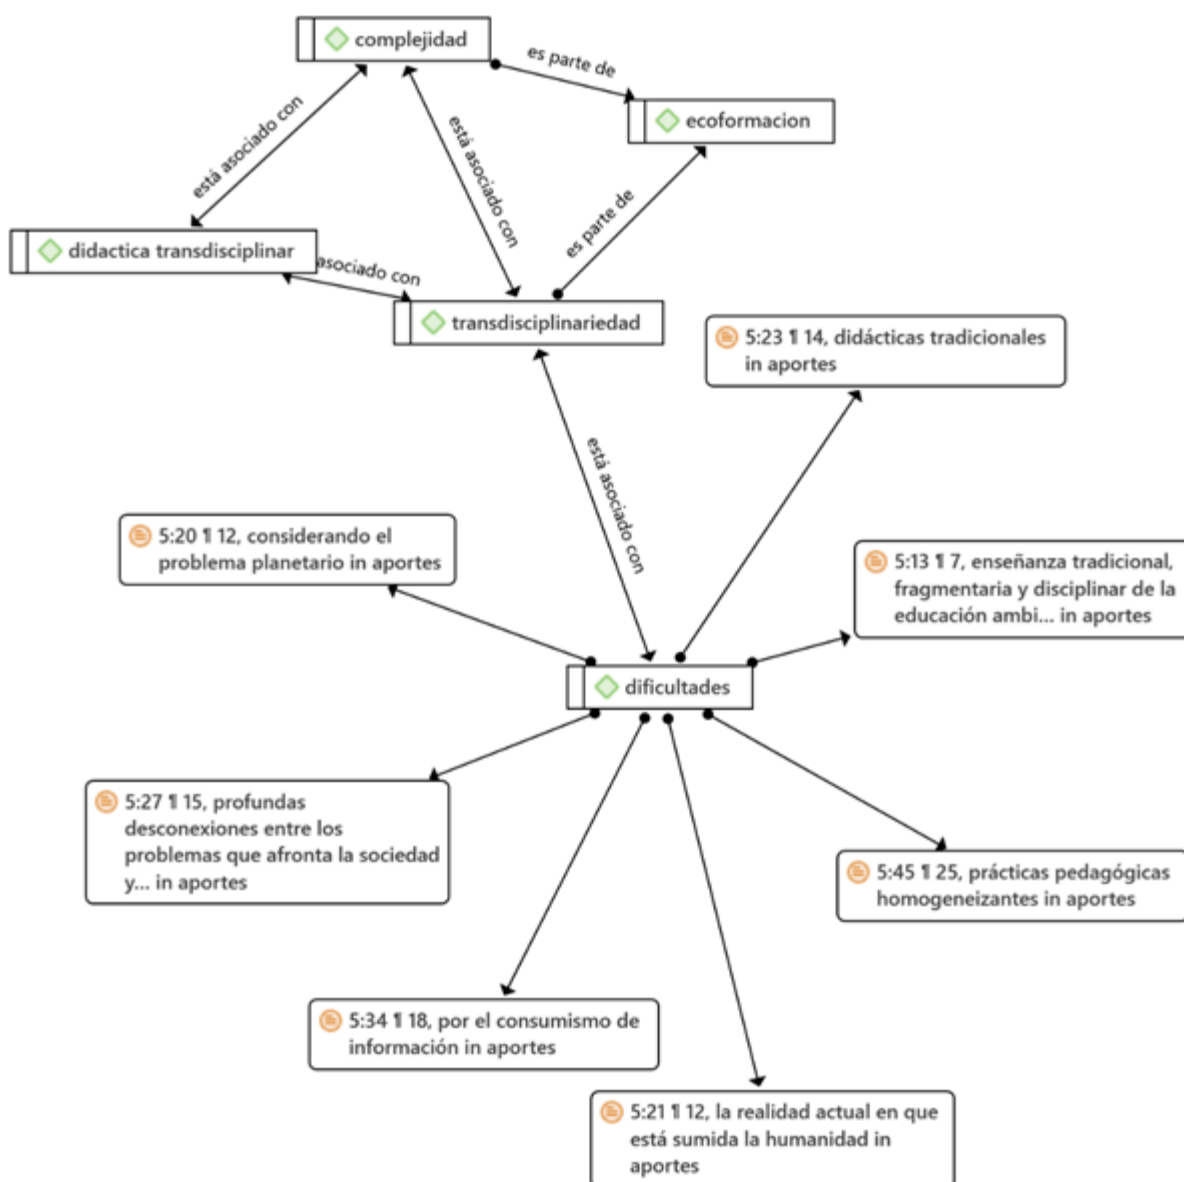 complejidad
es parte de
ecoformacion
está asociado con
está asociado con
es parte de
didactica transdisciplinar
asociado con
transdisciplinariedad
5:23 ¶ 14, didácticas tradicionales
in aportes
está asociado con
5:20 ¶ 12, considerando el
problema planetario in aportes
5:13 ¶ 7, enseñanza tradicional,
fragmentaria y disciplinar de la
educación ambi... in aportes
dificultades
5:27 ¶ 15, profundas
desconexiones entre los
problemas que afronta la sociedad
y... in aportes
5:45 ¶ 25, prácticas pedagógicas
homogeneizantes in aportes
5:34 ¶ 18, por el consumismo de
información in aportes
5:21 ¶ 12, la realidad actual en que
está sumida la humanidad in
aportes